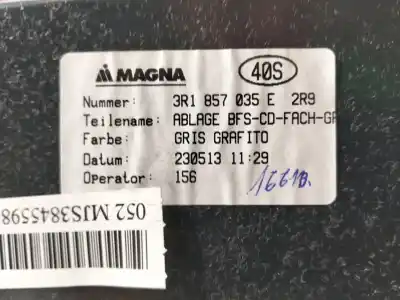 MAGNA 40S
Nummer: 3R1 857 035 E 2R9
Teilename: ABLAGE BFS-CD-FACH-GR
Farbe: GRIS GRAFITO
Datum: 230513 11:29
Operator: 156
052 MJS3845598